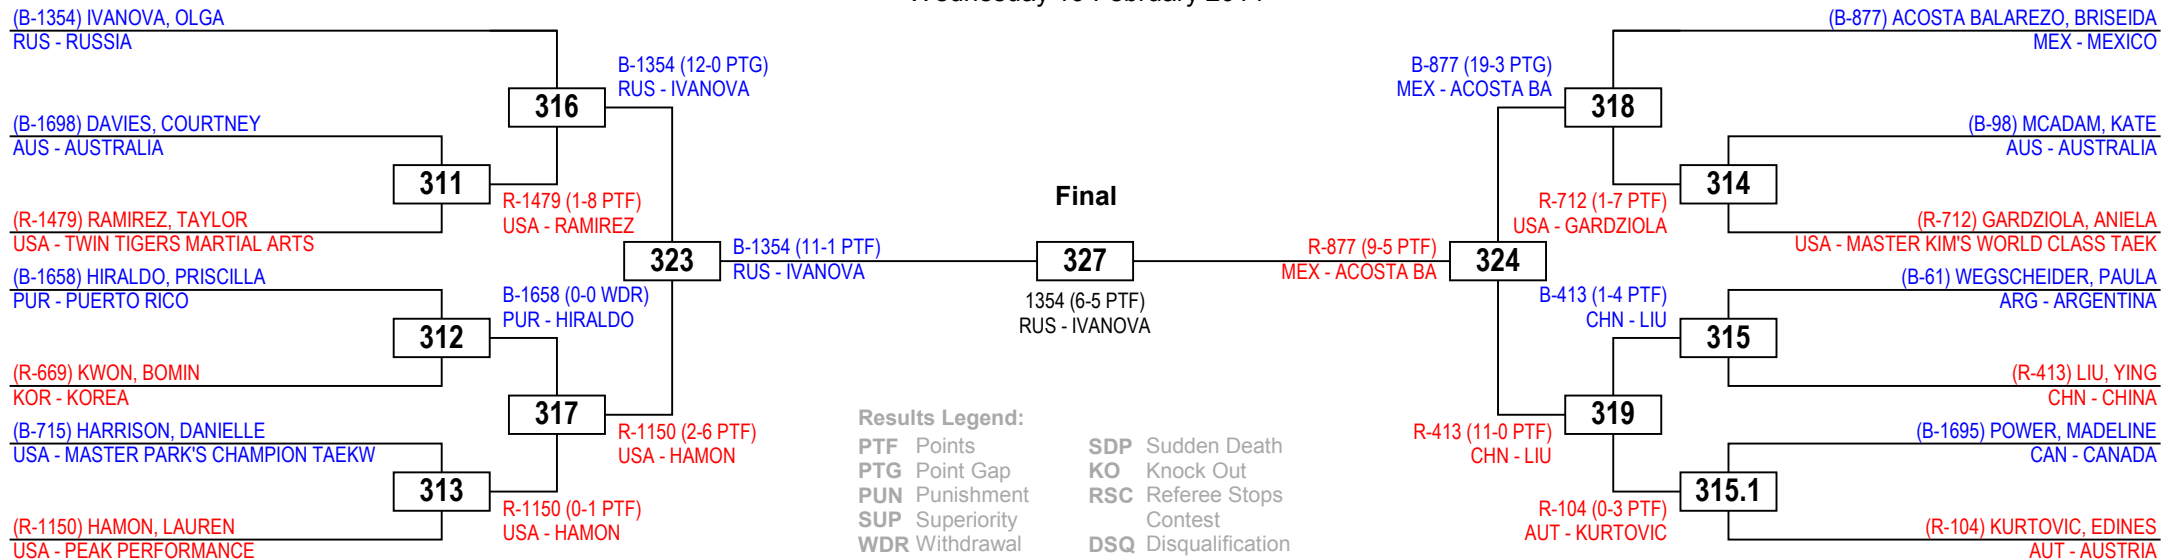 (B-1354) IVANOVA, OLGA
RUS - RUSSIA
(B-1698) DAVIES, COURTNEY
AUS - AUSTRALIA
(R-1479) RAMIREZ, TAYLOR
USA - TWIN TIGERS MARTIAL ARTS
(B-1658) HIRALDO, PRISCILLA
PUR - PUERTO RICO
(R-669) KWON, BOMIN
KOR - KOREA
(B-715) HARRISON, DANIELLE
USA - MASTER PARK'S CHAMPION TAEKW
(R-1150) HAMON, LAUREN
USA - PEAK PERFORMANCE
311
312
313
316
317
R-1479 (1-8 PTF)
USA - RAMIREZ
B-1658 (0-0 WDR)
PUR - HIRALDO
R-1150 (0-1 PTF)
USA - HAMON
B-1354 (12-0 PTG)
RUS - IVANOVA
323
R-1150 (2-6 PTF)
USA - HAMON
B-1354 (11-1 PTF)
RUS - IVANOVA
Final
327
1354 (6-5 PTF)
RUS - IVANOVA
Results Legend:
PTF Points
PTG Point Gap
PUN Punishment
SUP Superiority
WDR Withdrawal
SDP Sudden Death
KO Knock Out
RSC Referee Stops
Contest
DSQ Disqualification
R-877 (9-5 PTF)
MEX - ACOSTA BA
324
B-877 (19-3 PTG)
MEX - ACOSTA BA
R-413 (11-0 PTF)
CHN - LIU
318
319
R-712 (1-7 PTF)
USA - GARDZIOLA
B-413 (1-4 PTF)
CHN - LIU
R-104 (0-3 PTF)
AUT - KURTOVIC
314
315
315.1
(B-877) ACOSTA BALAREZO, BRISEIDA
MEX - MEXICO
(B-98) MCADAM, KATE
AUS - AUSTRALIA
(R-712) GARDZIOLA, ANIELA
USA - MASTER KIM'S WORLD CLASS TAEK
(B-61) WEGSCHEIDER, PAULA
ARG - ARGENTINA
(R-413) LIU, YING
CHN - CHINA
(B-1695) POWER, MADELINE
CAN - CANADA
(R-104) KURTOVIC, EDINES
AUT - AUSTRIA